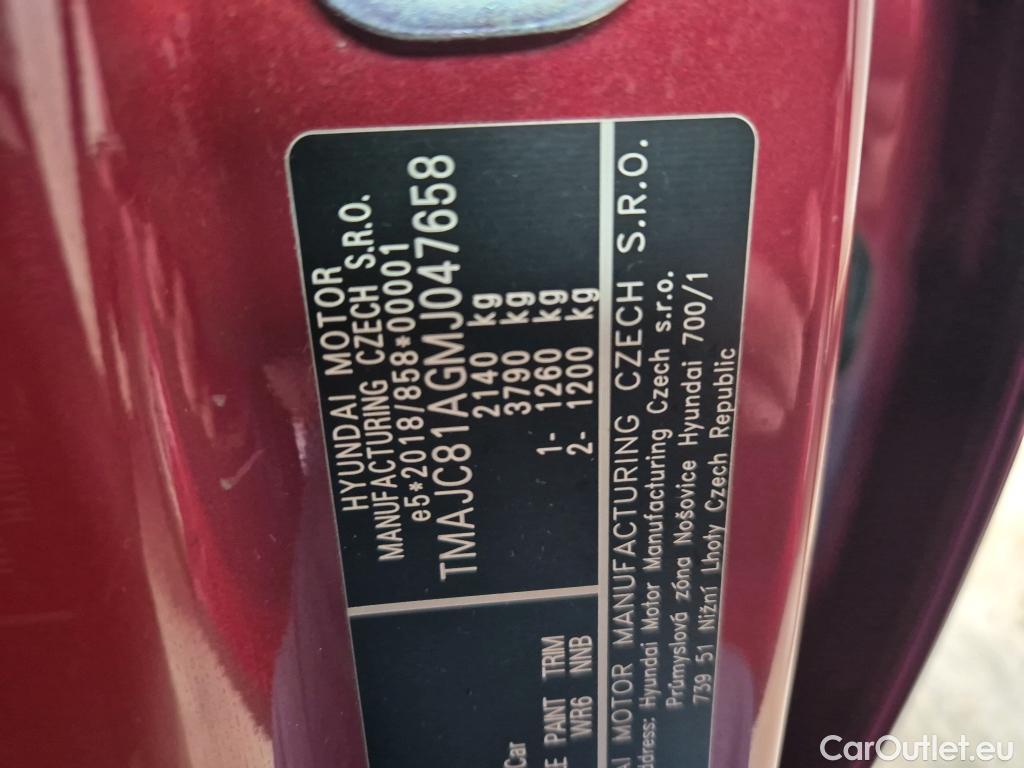 HYUNDAI MOTOR
MANUFACTURING CZECH S.R.O.
e5*2018/858*00001
TMAJC81AGMJ047658
2140 kg
3790 kg
1- 1260 kg
2- 1200 kg
Car
PAINT TRIM
WR6 NNB
MOTOR MANUFACTURING CZECH S.R.O.
Hyundai Motor Manufacturing Czech s.r.o.
Průmyslová zóna Nošovice Hyundai 700/1
739 51 Nižní Lhoty Czech Republic
CarOutlet.eu